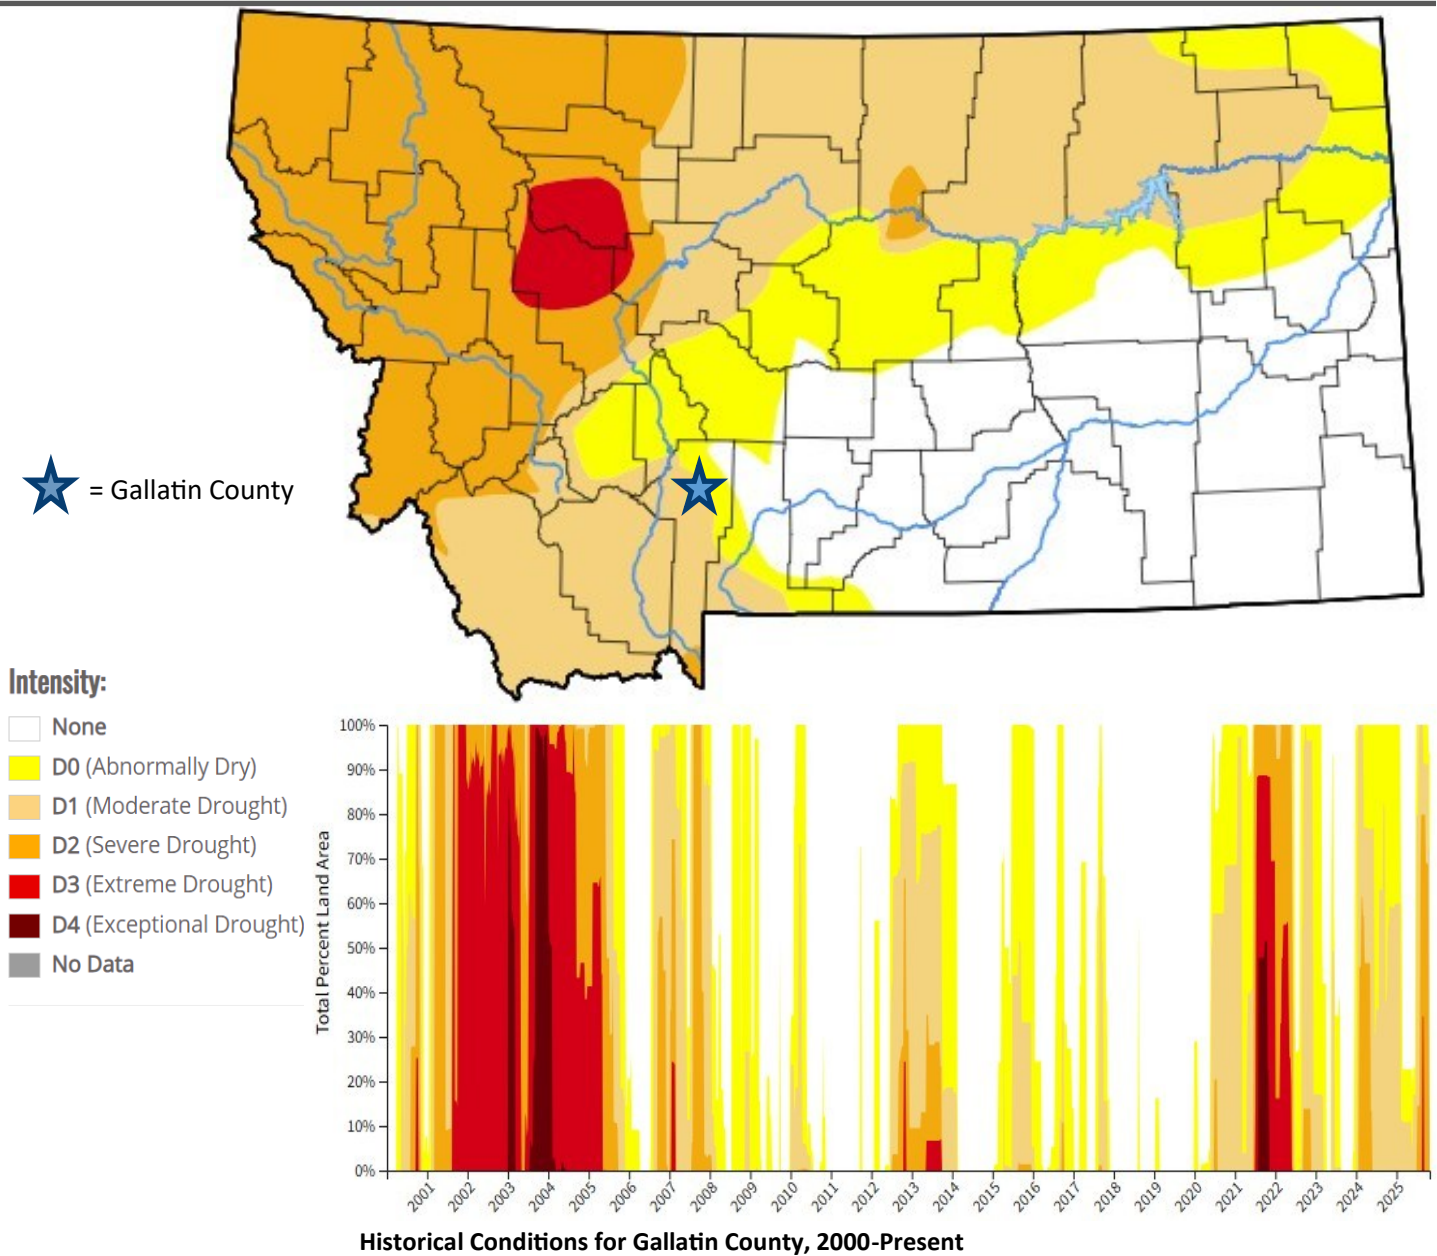 = Gallatin County
Intensity:
None
D0 (Abnormally Dry)
D1 (Moderate Drought)
D2 (Severe Drought)
D3 (Extreme Drought)
D4 (Exceptional Drought)
No Data
Total Percent Land Area
100%
90%
80%
70%
60%
50%
40%
30%
20%
10%
0%
2001 2002 2003 2004 2005 2006 2007 2008 2009 2010 2011 2012 2013 2014 2015 2016 2017 2018 2019 2020 2021 2022 2023 2024 2025
Historical Conditions for Gallatin County, 2000-Present